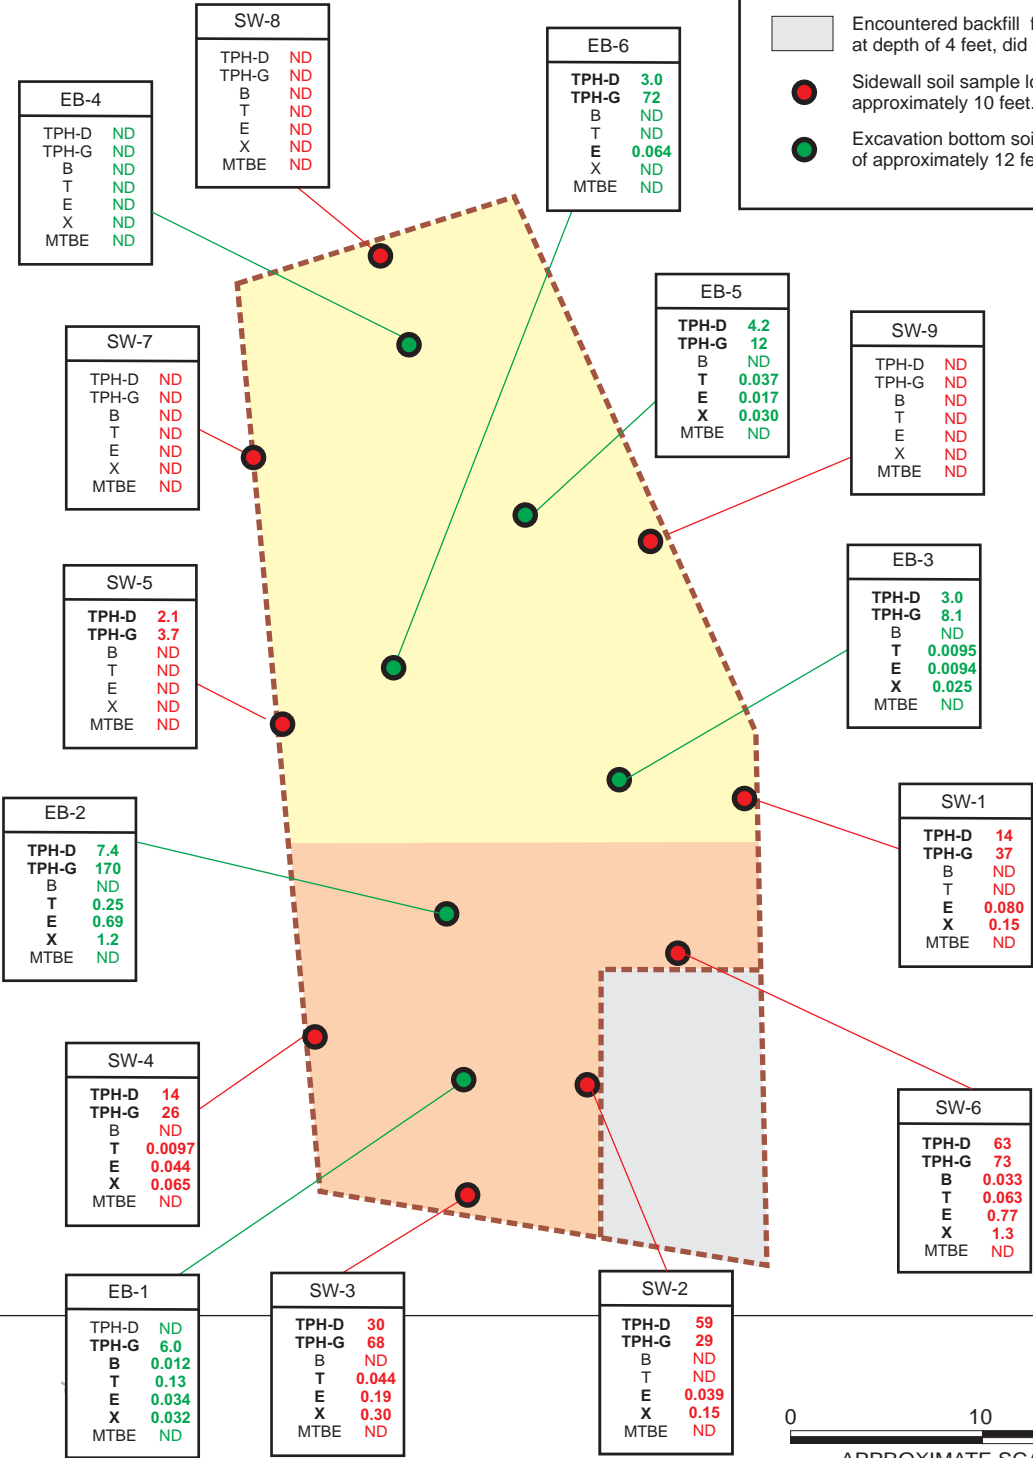 SW-8
TPH-D ND
TPH-G ND
B ND
T ND
E ND
X ND
MTBE ND
EB-6
TPH-D 3.0
TPH-G 72
B ND
T ND
E 0.064
X ND
MTBE ND
Encountered backfill
at depth of 4 feet, did
Sidewall soil sample
approximately 10 feet.
Excavation bottom
of approximately 12
EB-4
TPH-D ND
TPH-G ND
B ND
T ND
E ND
X ND
MTBE ND
EB-5
TPH-D 4.2
TPH-G 12
B ND
T 0.037
E 0.017
X 0.030
MTBE ND
SW-7
TPH-D ND
TPH-G ND
B ND
T ND
E ND
X ND
MTBE ND
SW-9
TPH-D ND
TPH-G ND
B ND
T ND
E ND
X ND
MTBE ND
SW-5
TPH-D 2.1
TPH-G 3.7
B ND
T ND
E ND
X ND
MTBE ND
EB-3
TPH-D 3.0
TPH-G 8.1
B ND
T 0.0095
E 0.0094
X 0.025
MTBE ND
EB-2
TPH-D 7.4
TPH-G 170
B ND
T 0.25
E 0.69
X 1.2
MTBE ND
SW-1
TPH-D 14
TPH-G 37
B ND
T ND
E 0.080
X 0.15
MTBE ND
SW-4
TPH-D 14
TPH-G 26
B ND
T 0.0097
E 0.044
X 0.065
MTBE ND
SW-6
TPH-D 63
TPH-G 73
B 0.033
T 0.063
E 0.77
X 1.3
MTBE ND
EB-1
TPH-D ND
TPH-G 6.0
B 0.012
T 0.13
E 0.034
X 0.032
MTBE ND
SW-3
TPH-D 30
TPH-G 68
B ND
T 0.044
E 0.19
X 0.30
MTBE ND
SW-2
TPH-D 59
TPH-G 29
B ND
T ND
E 0.039
X 0.15
MTBE ND
0 10
APPROXIMATE